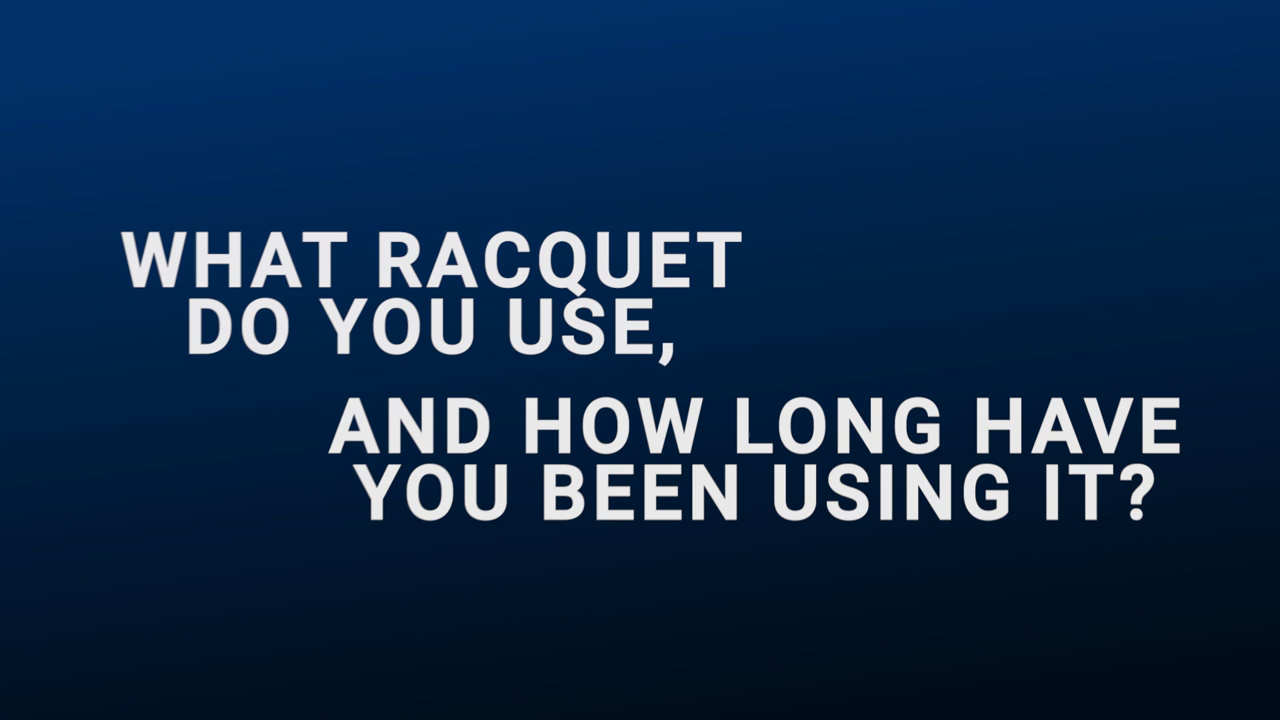 WHAT RACQUET
DO YOU USE,
AND HOW LONG HAVE
YOU BEEN USING IT?